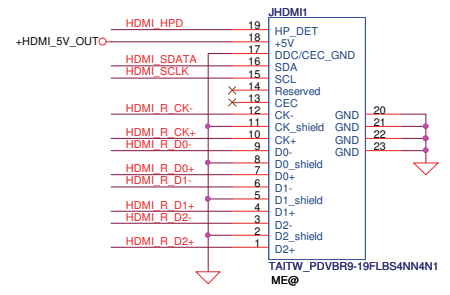 JHDMI1
HDMI_HPD 19 HP_DET
+HDMI_5V_OUT 18 +5V
17 DDC/CEC_GND
HDMI_SDATA 16 SDA
HDMI_SCLK 15 SCL
14 Reserved
13 CEC
HDMI_R_CK- 12 CK- GND 20
11 CK_shield GND 21
HDMI_R_CK+ 10 CK+ GND 22
HDMI_R_D0- 9 D0- GND 23
8 D0_shield
HDMI_R_D0+ 7 D0+
HDMI_R_D1- 6 D1-
5 D1_shield
HDMI_R_D1+ 4 D1+
HDMI_R_D2- 3 D2-
2 D2_shield
HDMI_R_D2+ 1 D2+
TAITW_PDVBR9-19FLBS4NN4N1
ME@